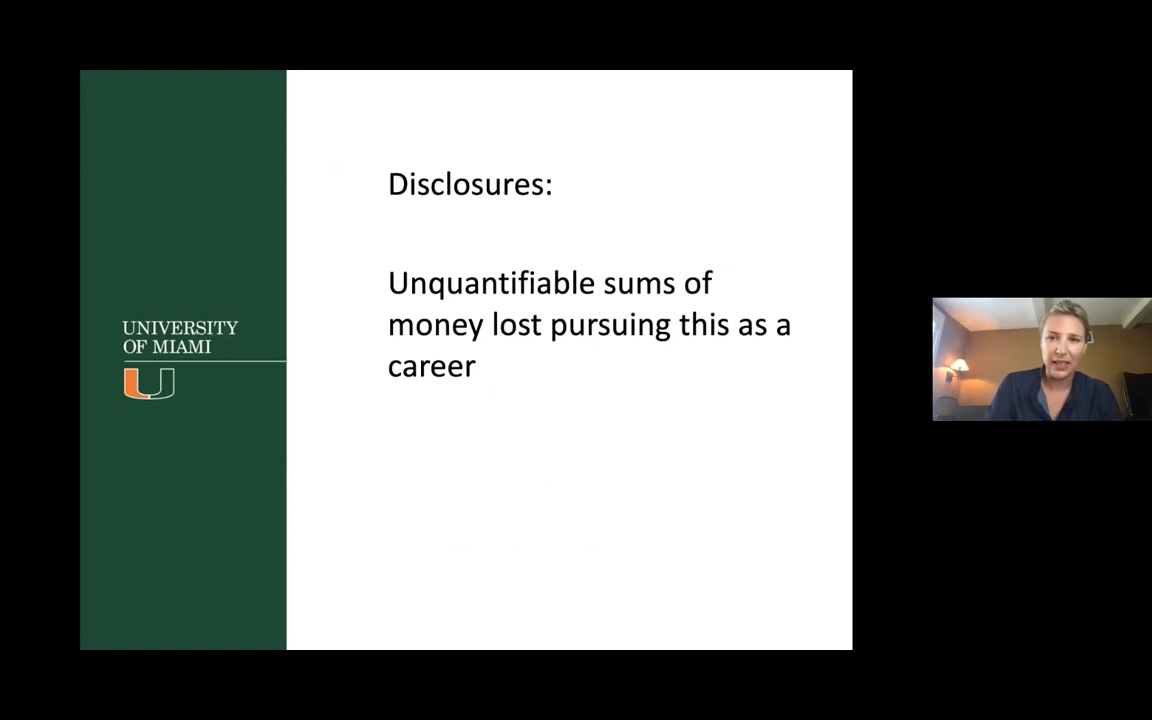 Disclosures:
Unquantifiable sums of
money lost pursuing this as a
career
UNIVERSITY
OF MIAMI
U